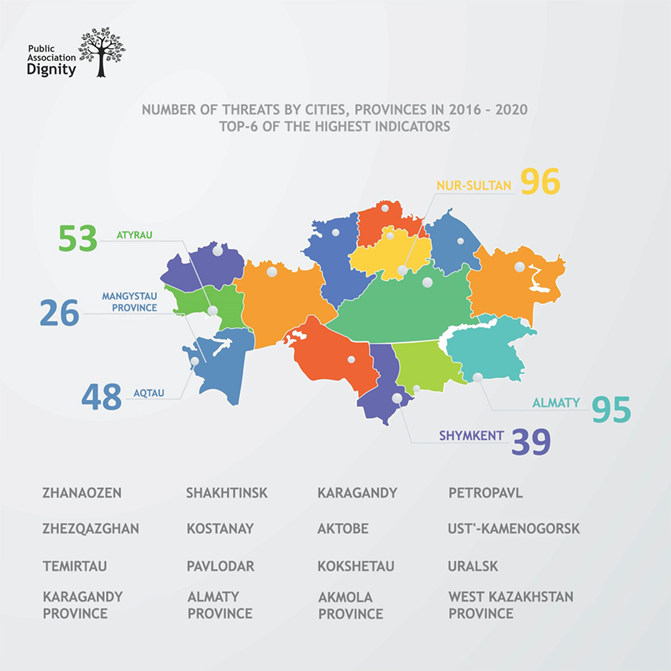 Public
Association
Dignity
NUMBER OF THREATS BY CITIES, PROVINCES IN 2016 - 2020
TOP-6 OF THE HIGHEST INDICATORS
NUR-SULTAN 96
53 ATYRAU
26 MANGYSTAU
PROVINCE
48 AQTAU
ALMATY 95
SHYMKENT 39
ZHANAOZEN SHAKHTINSK KARAGANDY PETROPAVL
ZHEZQAZGHAN KOSTANAY AKTOBE UST'-KAMENOGORSK
TEMIRTAU PAVLODAR KOKSHETAU URALSK
KARAGANDY ALMATY AKMOLA WEST KAZAKHSTAN
PROVINCE PROVINCE PROVINCE PROVINCE